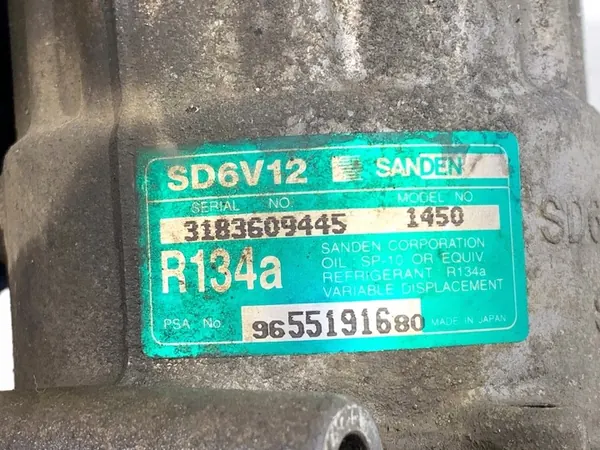 SD6V12 SANDEN
SERIAL NO. MODEL NO.
3183609445 1450
R134a
SANDEN CORPORATION
OIL : SP-10 OR EQUIV
REFRIGERANT R134a
VARIABLE DISPLACEMENT
PSA No. 9655191680 MADE IN JAPAN
SD6